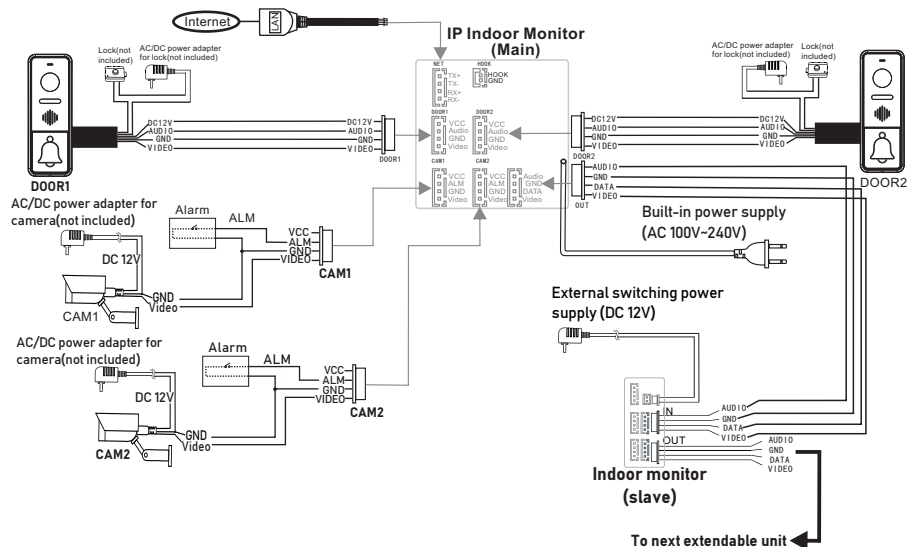 Internet
LAN
IP Indoor Monitor
(Main)
Lock(not
included)
AC/DC power adapter
for lock(not included)
AC/DC power adapter
for lock(not included)
Lock(not
included)
NET
TX+
TX-
RX+
RX-
HOOK
HOOK
GND
DC12V
AUDIO
GND
VIDEO
DC12V
AUDIO
GND
VIDEO
DOOR1
DOOR1
VCC
Audio
GND
Video
DOOR2
VCC
Audio
GND
Video
DC12V
AUDIO
GND
VIDEO
DC12V
AUDIO
GND
VIDEO
DOOR2
DOOR1
DOOR2
CAM1
VCC
ALM
GND
Video
CAM2
VCC
ALM
GND
Video
Audio
GND
DATA
Video
AUDIO
GND
DATA
VIDEO
OUT
AC/DC power adapter for
camera(not included)
DC 12V
Alarm
ALM
VCC
ALM
GND
VIDEO
CAM1
GND
Video
CAM1
Built-in power supply
(AC 100V~240V)
External switching power
supply (DC 12V)
AC/DC power adapter for
camera(not included)
DC 12V
Alarm
ALM
VCC
ALM
GND
VIDEO
CAM2
GND
Video
CAM2
IN
AUDIO
GND
DATA
VIDEO
OUT
AUDIO
GND
DATA
VIDEO
Indoor monitor
(slave)
To next extendable unit